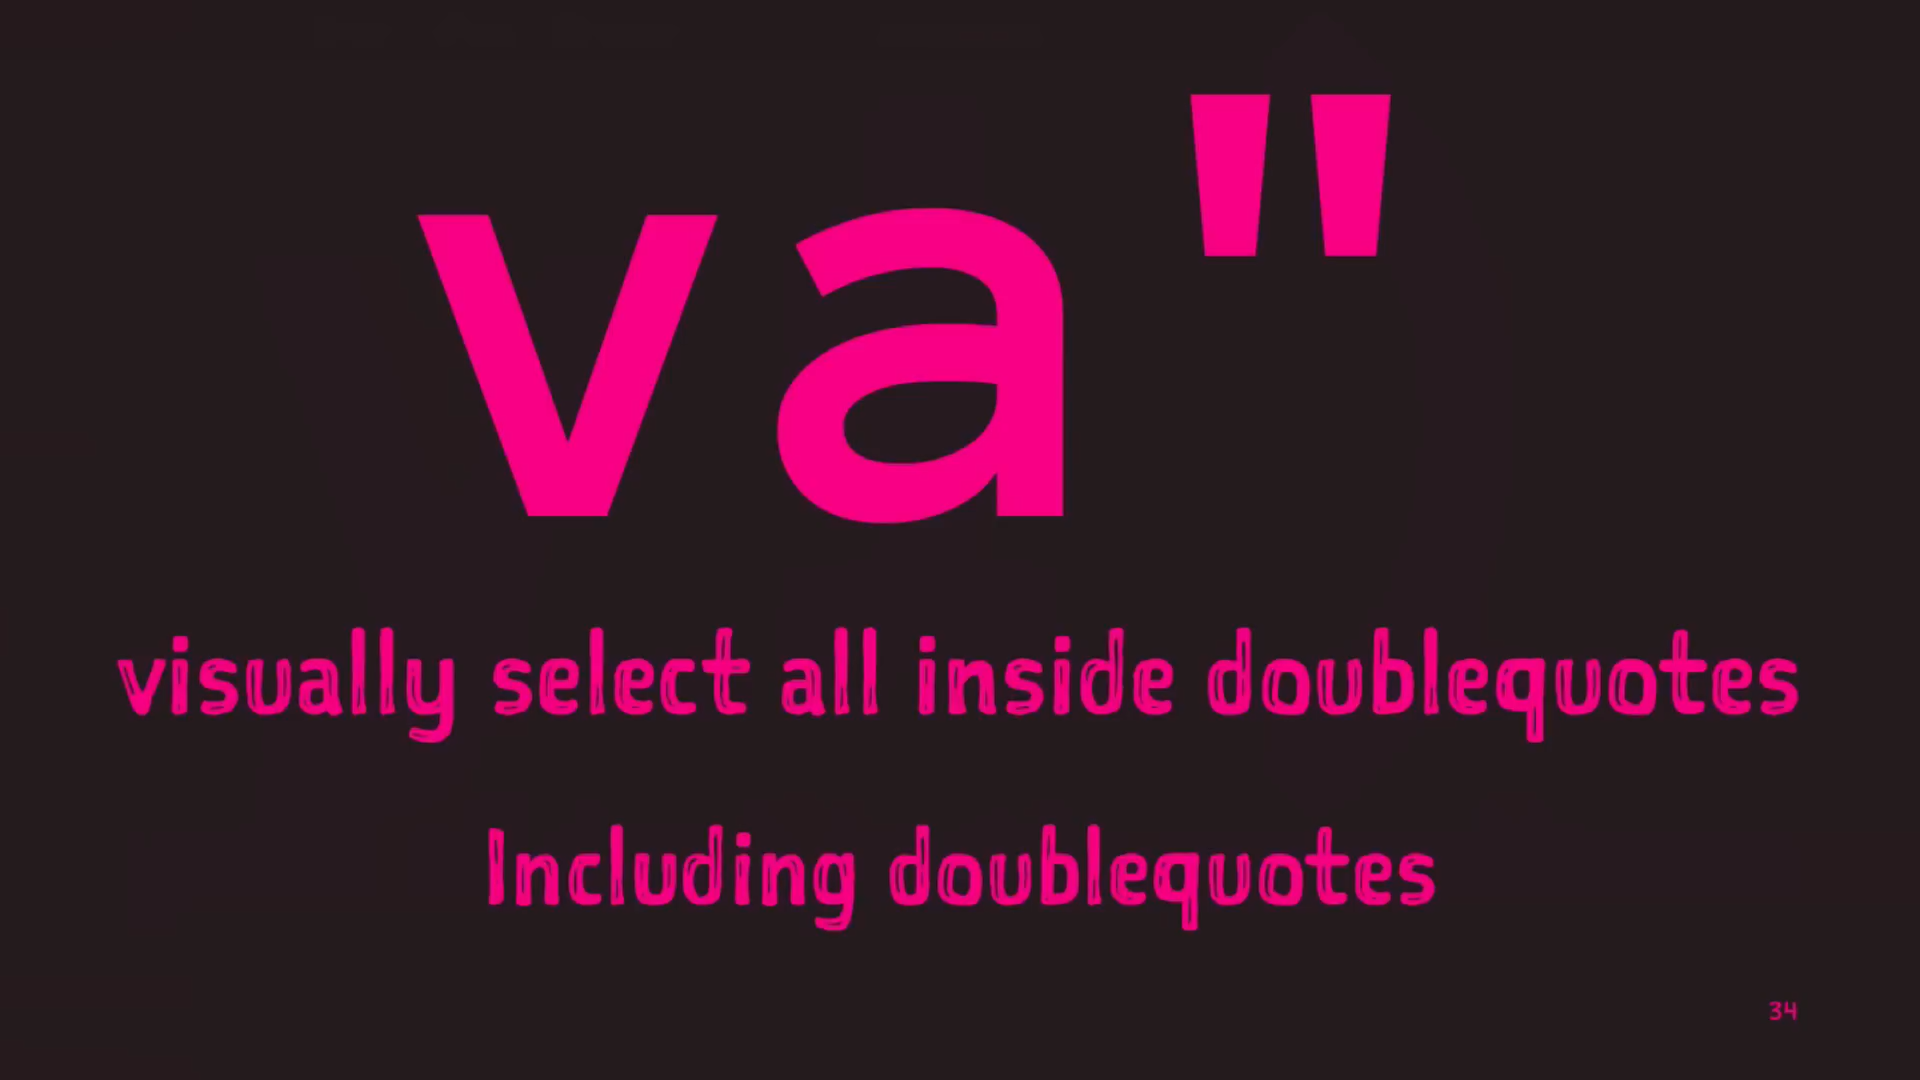 va"
visually select all inside doublequotes
Including doublequotes
34